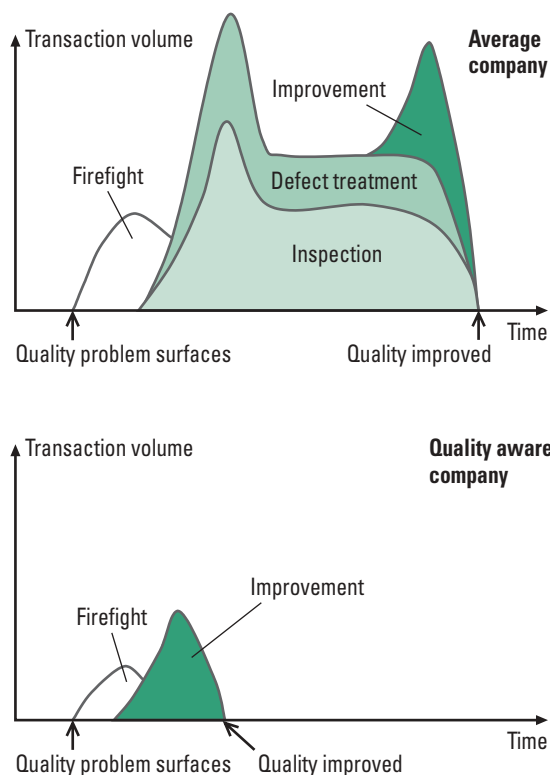 Transaction volume
Average
company
Improvement
Firefight
Defect treatment
Inspection
Time
Quality problem surfaces
Quality improved
Transaction volume
Quality aware
company
Improvement
Firefight
Time
Quality problem surfaces
Quality improved